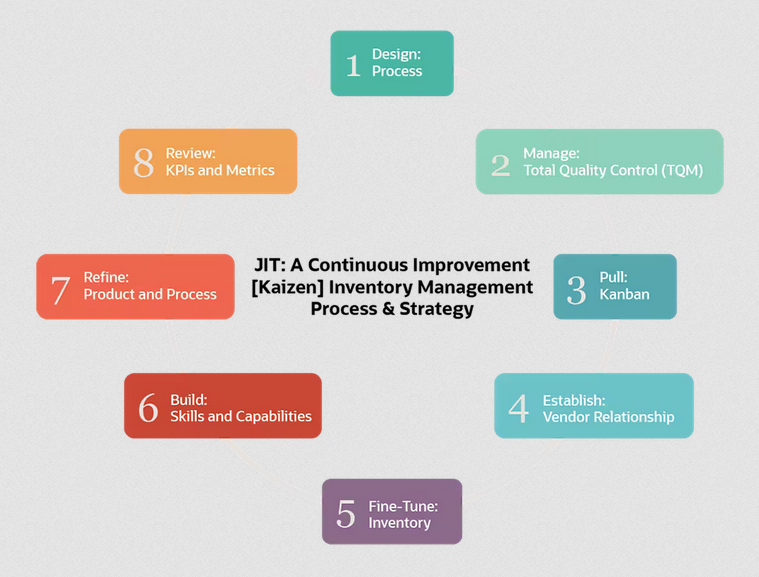 1
Design:
Process
2
Manage:
Total Quality Control (TQM)
3
Pull:
Kanban
4
Establish:
Vendor Relationship
5
Fine-Tune:
Inventory
6
Build:
Skills and Capabilities
7
Refine:
Product and Process
8
Review:
KPIs and Metrics
JIT: A Continuous Improvement
[Kaizen] Inventory Management
Process & Strategy